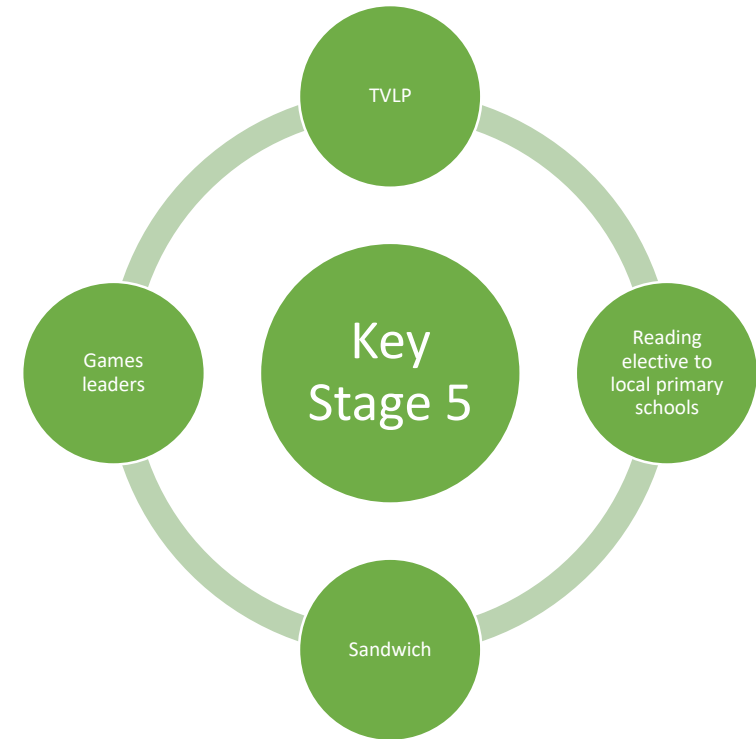 TVLP
Games
leaders
Key
Stage 5
Reading
elective to
local primary
schools
Sandwich